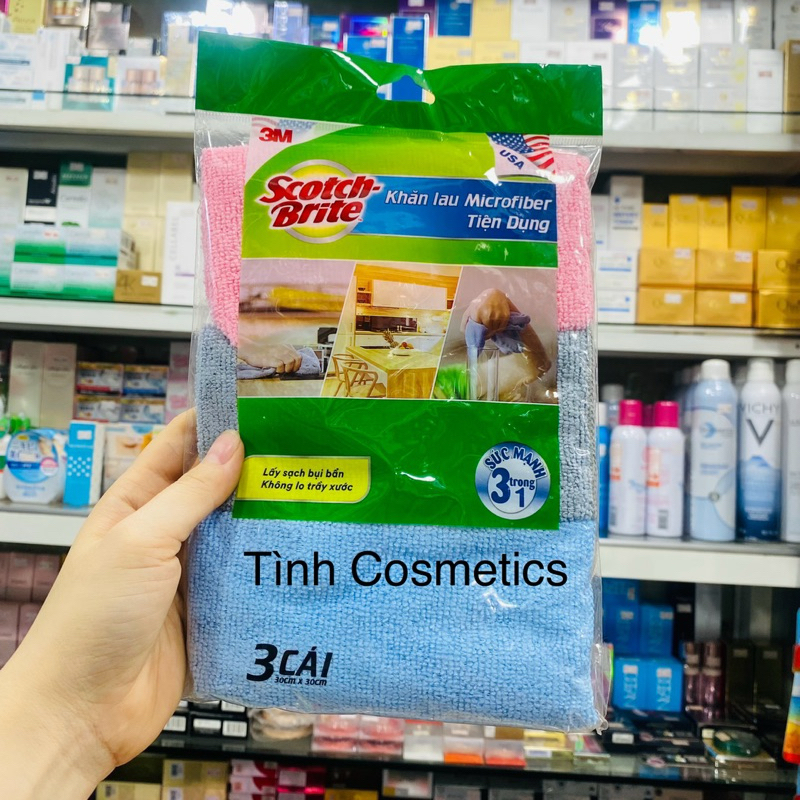 3M
USA
Scotch-
Brite
Khăn lau Microfiber
Tiện Dụng
Lấy sạch bụi bẩn
Không lo trầy xước
SỨC MẠNH
3 trong 1
Tình Cosmetics
3 CÁI
30cm x 30cm
VICHY